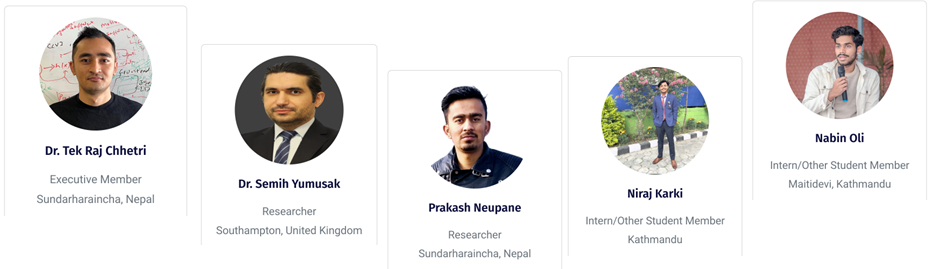 Dr. Tek Raj Chhetri
Executive Member
Sundarharaincha, Nepal
Dr. Semih Yumusak
Researcher
Southampton, United Kingdom
Prakash Neupane
Researcher
Sundarharaincha, Nepal
Niraj Karki
Intern/Other Student Member
Kathmandu
Nabin Oli
Intern/Other Student Member
Maitidevi, Kathmandu